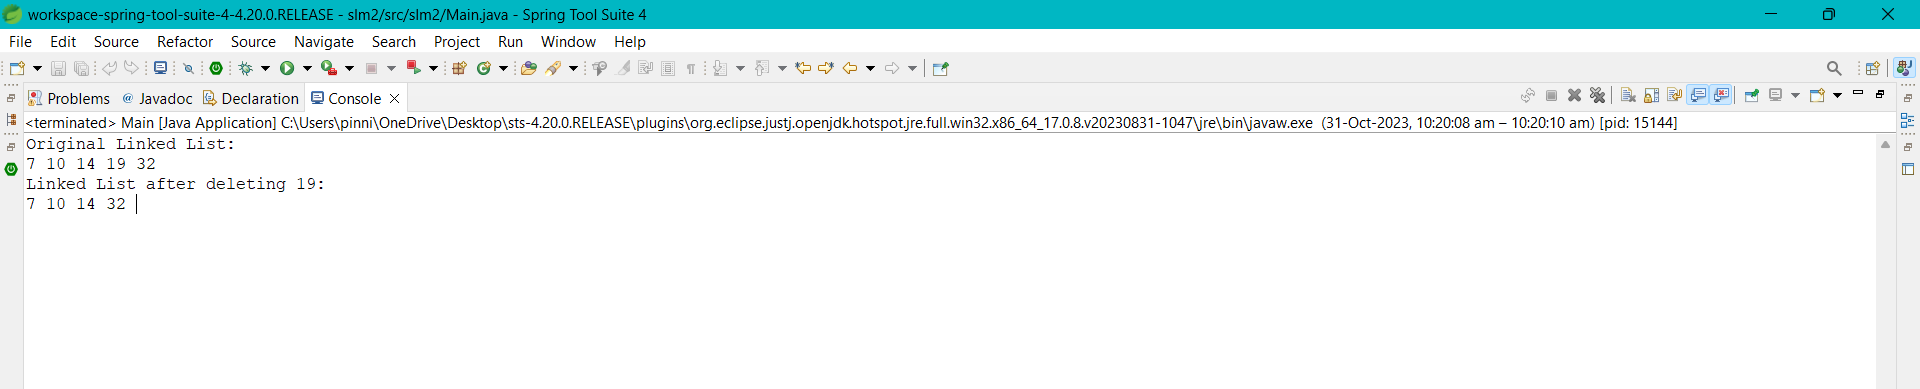 workspace-spring-tool-suite-4-4.20.0.RELEASE - slm2/src/slm2/Main.java - Spring Tool Suite 4
File Edit Source Refactor Source Navigate Search Project Run Window Help
Problems @ Javadoc Declaration Console
<terminated> Main [Java Application] C:\Users\pinni\OneDrive\Desktop\sts-4.20.0.RELEASE\plugins\org.eclipse.justj.openjdk.hotspot.jre.full.win32.x86_64_17.0.8.v20230831-1047\jre\bin\javaw.exe (31-Oct-2023, 10:20:08 am – 10:20:10 am) [pid: 15144]
Original Linked List:
7 10 14 19 32
Linked List after deleting 19:
7 10 14 32